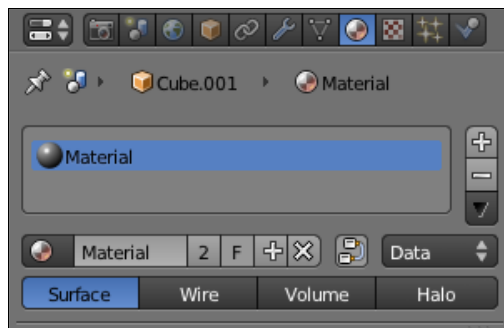 Cube.001 Material
Material
Material 2 F Data
Surface Wire Volume Halo